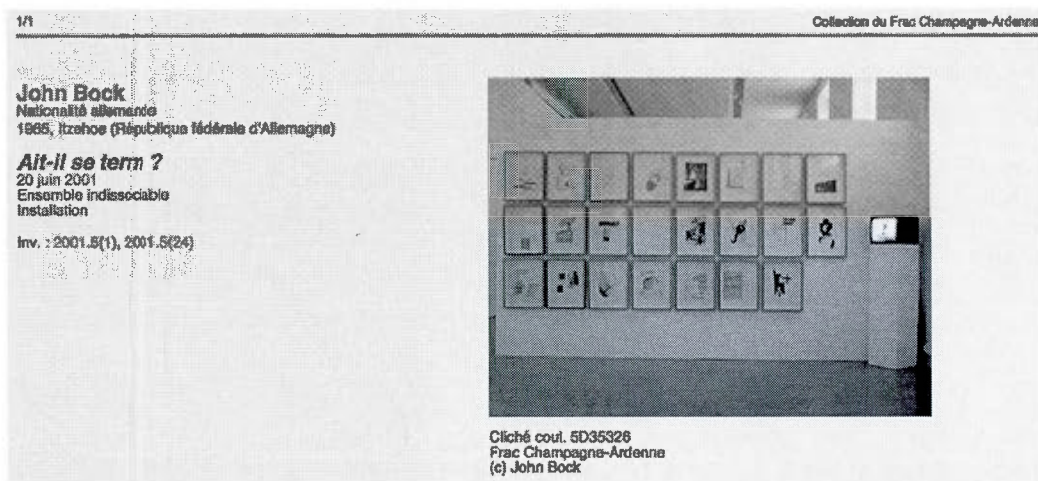 1/1
Collection du Frac Champagne-Ardenne
John Bock
Nationalité allemande
1965, Itzehoe (République fédérale d'Allemagne)
Ait-il se term ?
20 juin 2001
Ensemble indissociable
Installation
Inv. : 2001.5(1), 2001.5(24)
Cliché coul. 5D35326
Frac Champagne-Ardenne
(c) John Bock